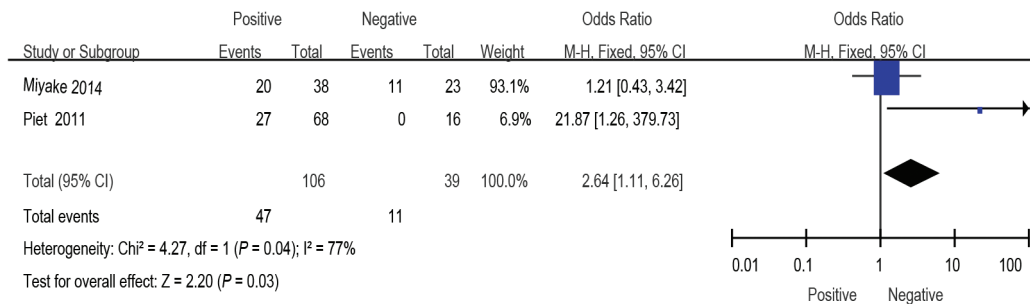 Positive Negative Odds Ratio Odds Ratio
Study or Subgroup Events Total Events Total Weight M-H, Fixed, 95% CI M-H, Fixed, 95% CI
Miyake 2014 20 38 11 23 93.1% 1.21 [0.43, 3.42]
Piet 2011 27 68 0 16 6.9% 21.87 [1.26, 379.73]
Total (95% CI) 106 39 100.0% 2.64 [1.11, 6.26]
Total events 47 11
Heterogeneity: Chi² = 4.27, df = 1 (P = 0.04); I² = 77%
Test for overall effect: Z = 2.20 (P = 0.03)
0.01 0.1 1 10 100
Positive Negative